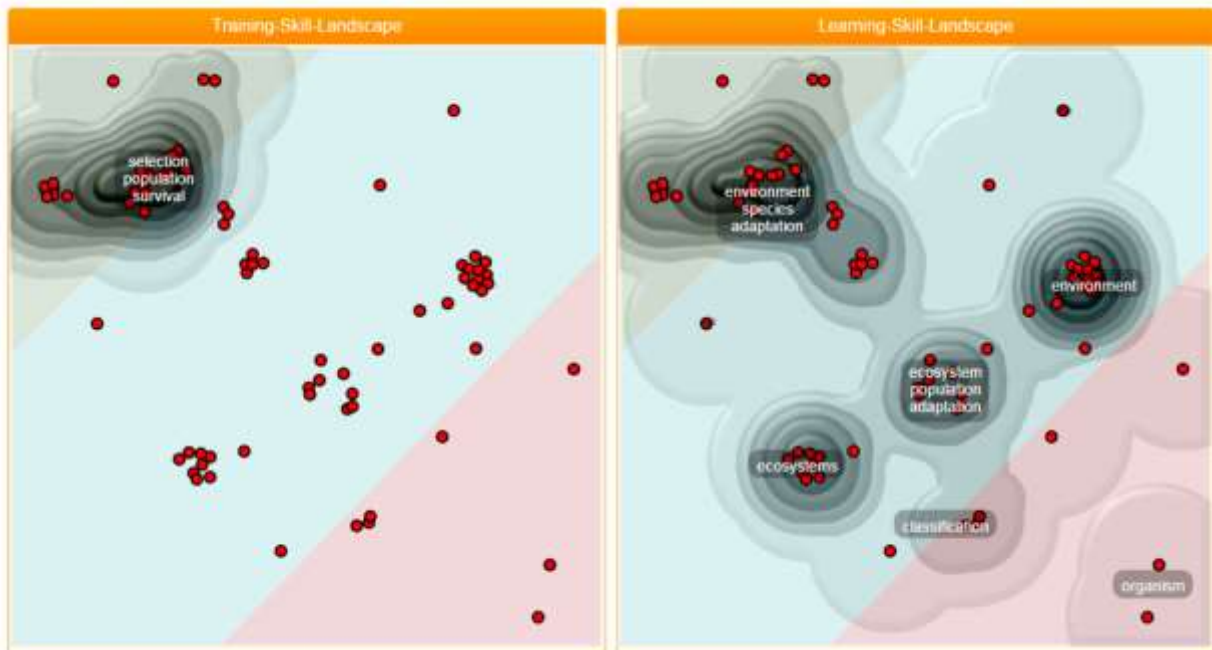 Training-Skill-Landscape
selection
population
survival
Learning-Skill-Landscape
environment
species
adaptation
environment
ecosystem
population
adaptation
ecosystems
classification
organism